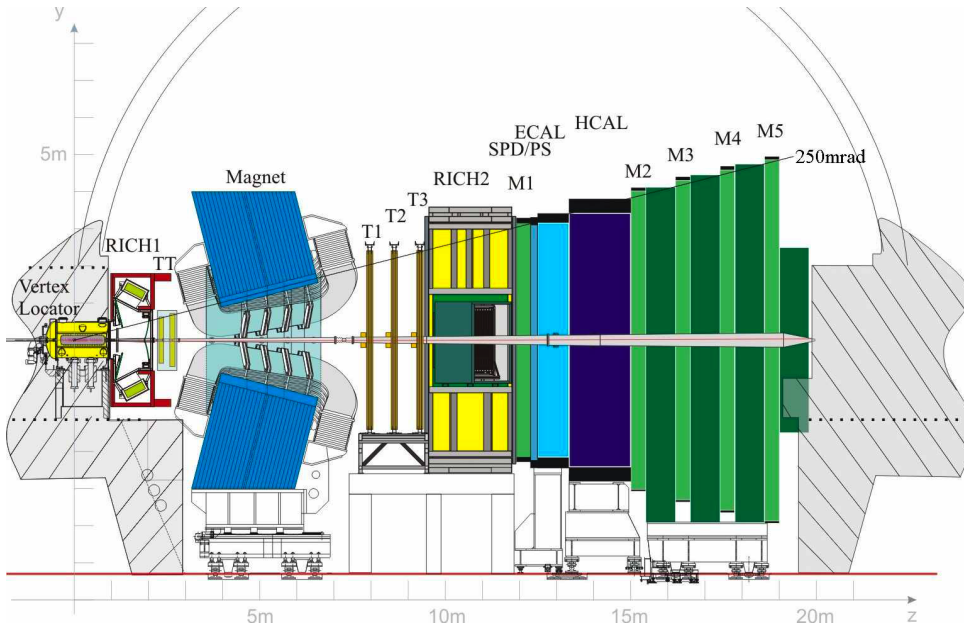 y
5m
Vertex
Locator
RICH1
TT
Magnet
T1
T2
T3
RICH2
M1
SPD/PS
ECAL
HCAL
M2
M3
M4
M5
250mrad
5m
10m
15m
20m
z